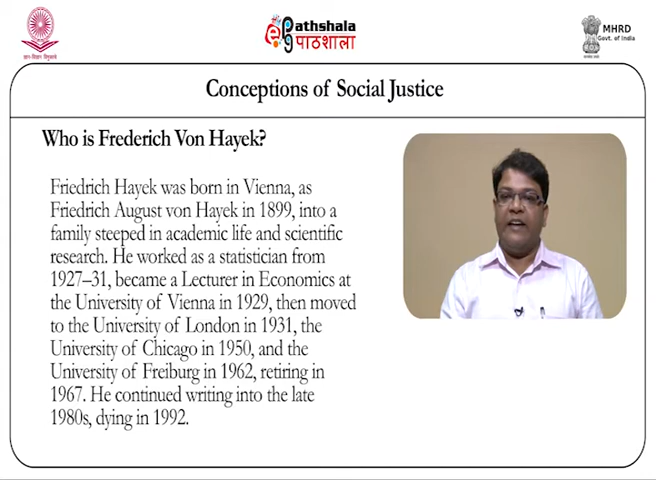 Pathshala
पाठशाला
MHRD
Govt. of India
Conceptions of Social Justice
Who is Frederich Von Hayek?
Friedrich Hayek was born in Vienna, as
Friedrich August von Hayek in 1899, into a
family steeped in academic life and scientific
research. He worked as a statistician from
1927–31, became a Lecturer in Economics at
the University of Vienna in 1929, then moved
to the University of London in 1931, the
University of Chicago in 1950, and the
University of Freiburg in 1962, retiring in
1967. He continued writing into the late
1980s, dying in 1992.